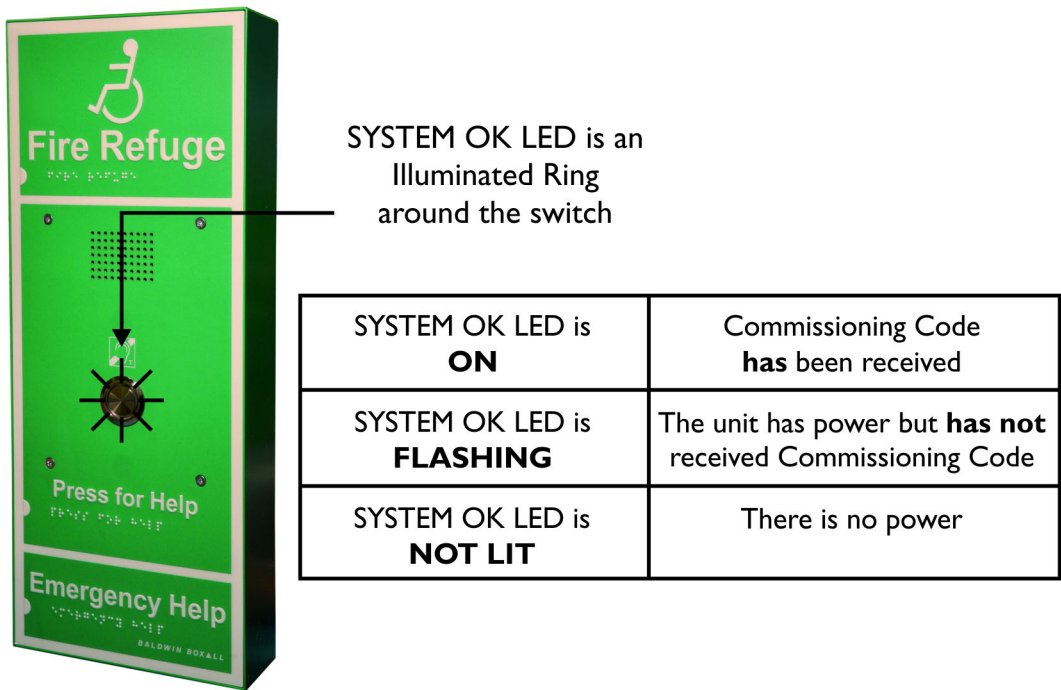 Fire Refuge
⠋⠊⠗⠑ ⠗⠑⠋⠥⠛⠑
SYSTEM OK LED is an
Illuminated Ring
around the switch
T
Press for Help
⠏⠗⠑⠎⠎ ⠋⠕⠗ ⠓⠑⠇⠏
Emergency Help
⠑⠍⠑⠗⠛⠑⠝⠉⠽ ⠓⠑⠇⠏
BALDWIN BOXALL
SYSTEM OK LED is
ON
Commissioning Code
has been received
SYSTEM OK LED is
FLASHING
The unit has power but has not
received Commissioning Code
SYSTEM OK LED is
NOT LIT
There is no power